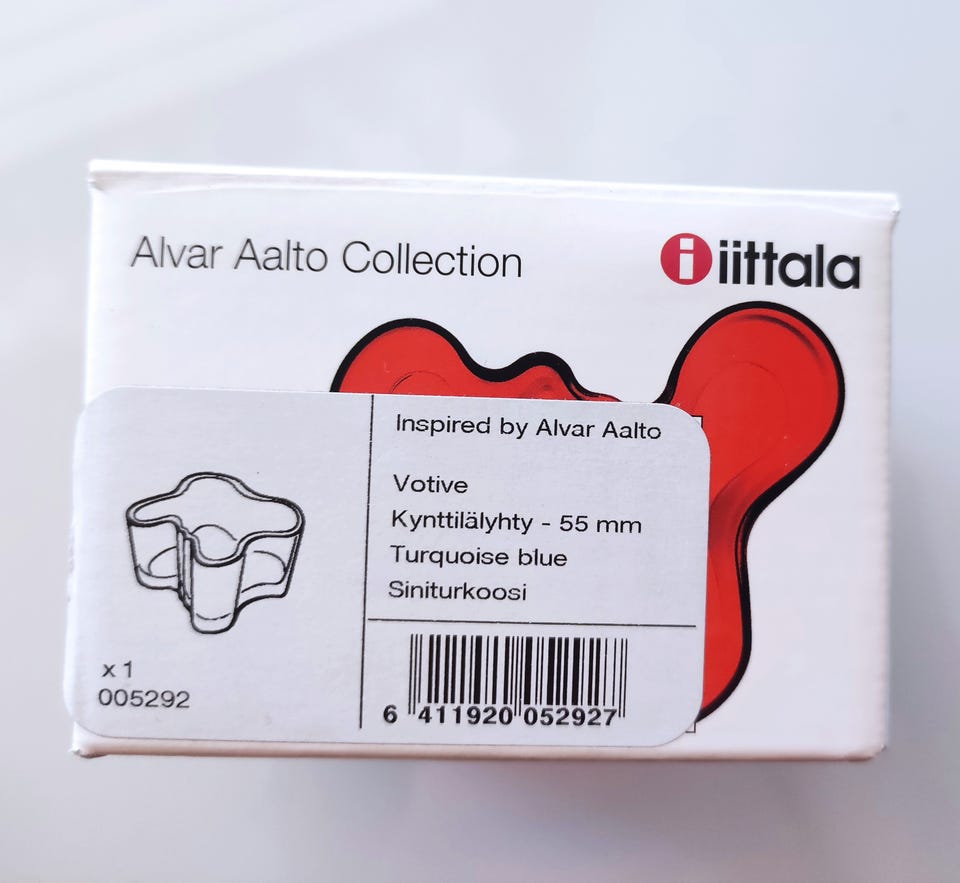 Alvar Aalto Collection
iittala
Inspired by Alvar Aalto
Votive
Kynttilälyhty - 55 mm
Turquoise blue
Siniturkoosi
x 1
005292
6 411920 052927